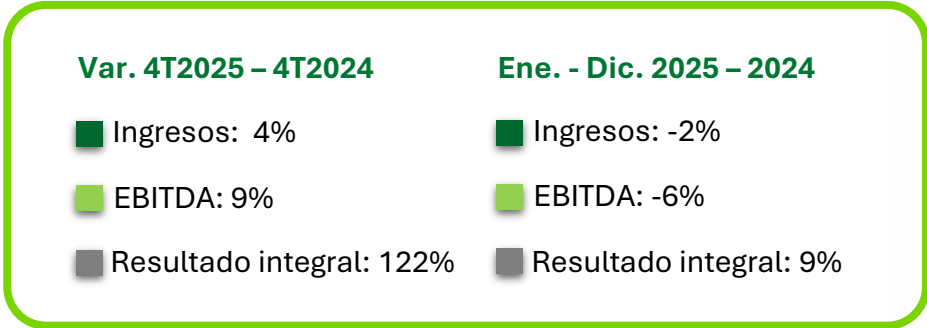 Var. 4T2025 – 4T2024
Ingresos:  4%
EBITDA: 9%
Resultado integral: 122%
Ene. - Dic. 2025 – 2024
Ingresos: -2%
EBITDA: -6%
Resultado integral: 9%